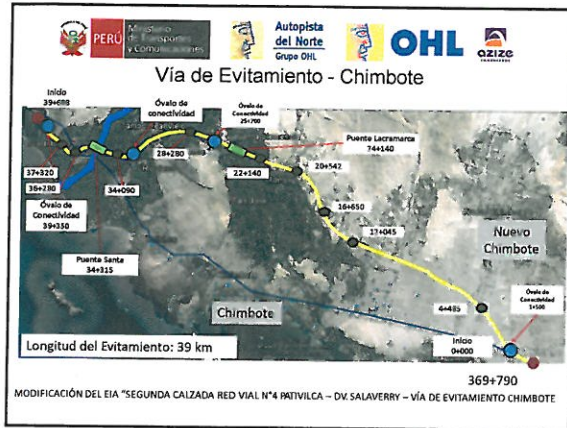 PERÚ
Ministerio
de Transportes
y Comunicaciones
Autopista
del Norte
Grupo OHL
OHL
azize
Vía de Evitamiento - Chimbote
Inicio
39+688
Óvalo de
conectividad
Óvalo de
Conectividad
25+700
Puente Lacramarca
74+140
37+320
36+280
34+090
28+280
22+140
20+542
Óvalo de
Conectividad
39+350
16+650
17+045
Nuevo
Chimbote
Puente Santa
34+315
Chimbote
4+485
Óvalo de
Conectividad
1+500
Inicio
0+000
Longitud del Evitamiento: 39 km
369+790
MODIFICACIÓN DEL EIA "SEGUNDA CALZADA RED VIAL N°4 PATIVILCA – DV. SALAVERRY – VÍA DE EVITAMIENTO CHIMBOTE